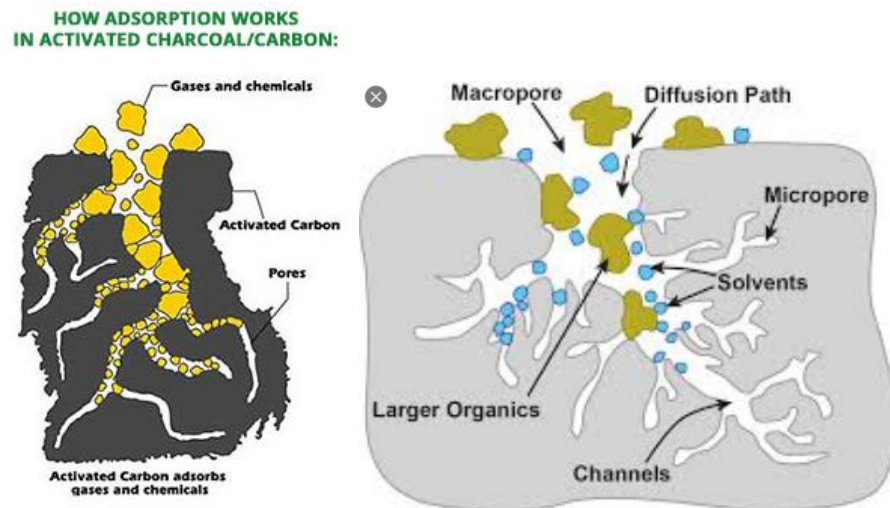 HOW ADSORPTION WORKS
IN ACTIVATED CHARCOAL/CARBON:
Gases and chemicals
Activated Carbon
Pores
Activated Carbon adsorbs
gases and chemicals
Macropore
Diffusion Path
Micropore
Solvents
Larger Organics
Channels